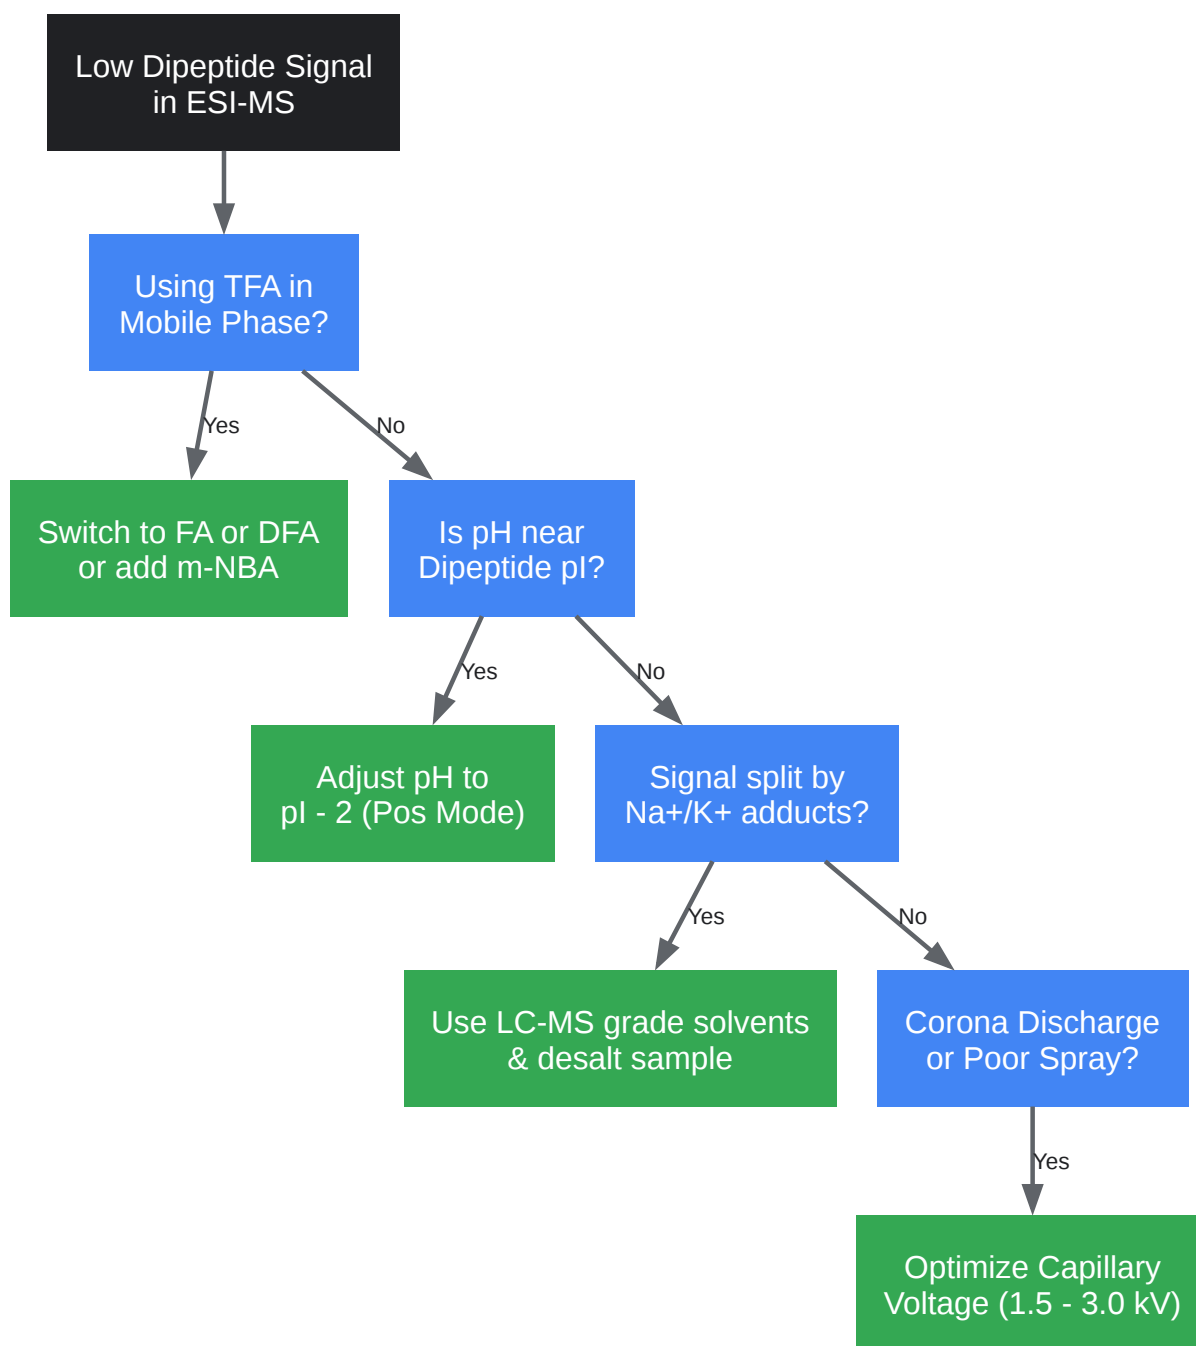 Low Dipeptide Signal
in ESI-MS
Using TFA in
Mobile Phase?
Yes
No
Switch to FA or DFA
or add m-NBA
Is pH near
Dipeptide pI?
Yes
No
Adjust pH to
pI - 2 (Pos Mode)
Signal split by
Na+/K+ adducts?
Yes
No
Use LC-MS grade solvents
& desalt sample
Corona Discharge
or Poor Spray?
Yes
Optimize Capillary
Voltage (1.5 - 3.0 kV)